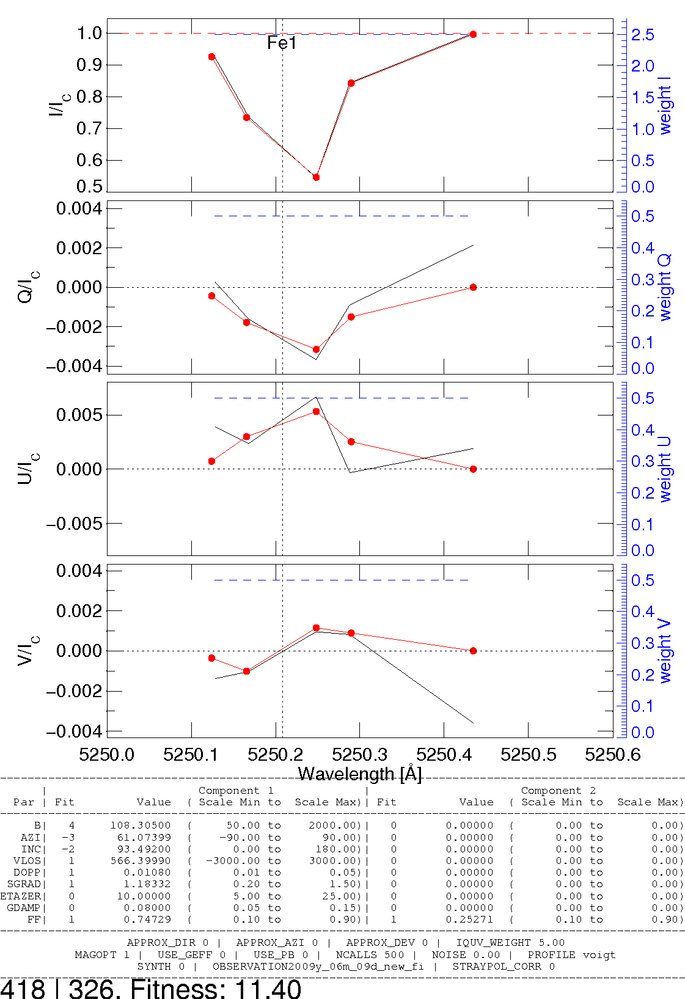 1.0
0.9
0.8
0.7
0.6
0.5
I/IC
Fe1
2.5
2.0
1.5
1.0
0.5
0.0
weight I
0.004
0.002
0.000
−0.002
−0.004
Q/IC
0.5
0.4
0.3
0.2
0.1
0.0
weight Q
0.005
0.000
−0.005
U/IC
0.5
0.4
0.3
0.2
0.1
0.0
weight U
0.004
0.002
0.000
−0.002
−0.004
V/IC
0.5
0.4
0.3
0.2
0.1
0.0
weight V
5250.0 5250.1 5250.2 5250.3 5250.4 5250.5 5250.6
Wavelength [Å]
| Component 1 | Component 2
Par | Fit Value ( Scale Min to Scale Max)| Fit Value ( Scale Min to Scale Max)
B| 4 108.30500 ( 50.00 to 2000.00)| 0 0.00000 ( 0.00 to 0.00)
AZI| −3 61.07399 ( −90.00 to 90.00)| 0 0.00000 ( 0.00 to 0.00)
INC| −2 93.49200 ( 0.00 to 180.00)| 0 0.00000 ( 0.00 to 0.00)
VLOS| 1 566.39990 ( −3000.00 to 3000.00)| 0 0.00000 ( 0.00 to 0.00)
DOPP| 1 0.01080 ( 0.01 to 0.05)| 0 0.00000 ( 0.00 to 0.00)
SGRAD| 1 1.18332 ( 0.20 to 1.50)| 0 0.00000 ( 0.00 to 0.00)
ETAZER| 0 10.00000 ( 5.00 to 25.00)| 0 0.00000 ( 0.00 to 0.00)
GDAMP| 0 0.08000 ( 0.05 to 0.15)| 0 0.00000 ( 0.00 to 0.00)
FF| 1 0.74729 ( 0.10 to 0.90)| 1 0.25271 ( 0.10 to 0.90)
APPROX_DIR 0 | APPROX_AZI 0 | APPROX_DEV 0 | IQUV_WEIGHT 5.00
MAGOPT 1 | USE_GEFF 0 | USE_PB 0 | NCALLS 500 | NOISE 0.00 | PROFILE voigt
SYNTH 0 | OBSERVATION2009y_06m_09d_new_fi | STRAYPOL_CORR 0
418 | 326. Fitness: 11.40